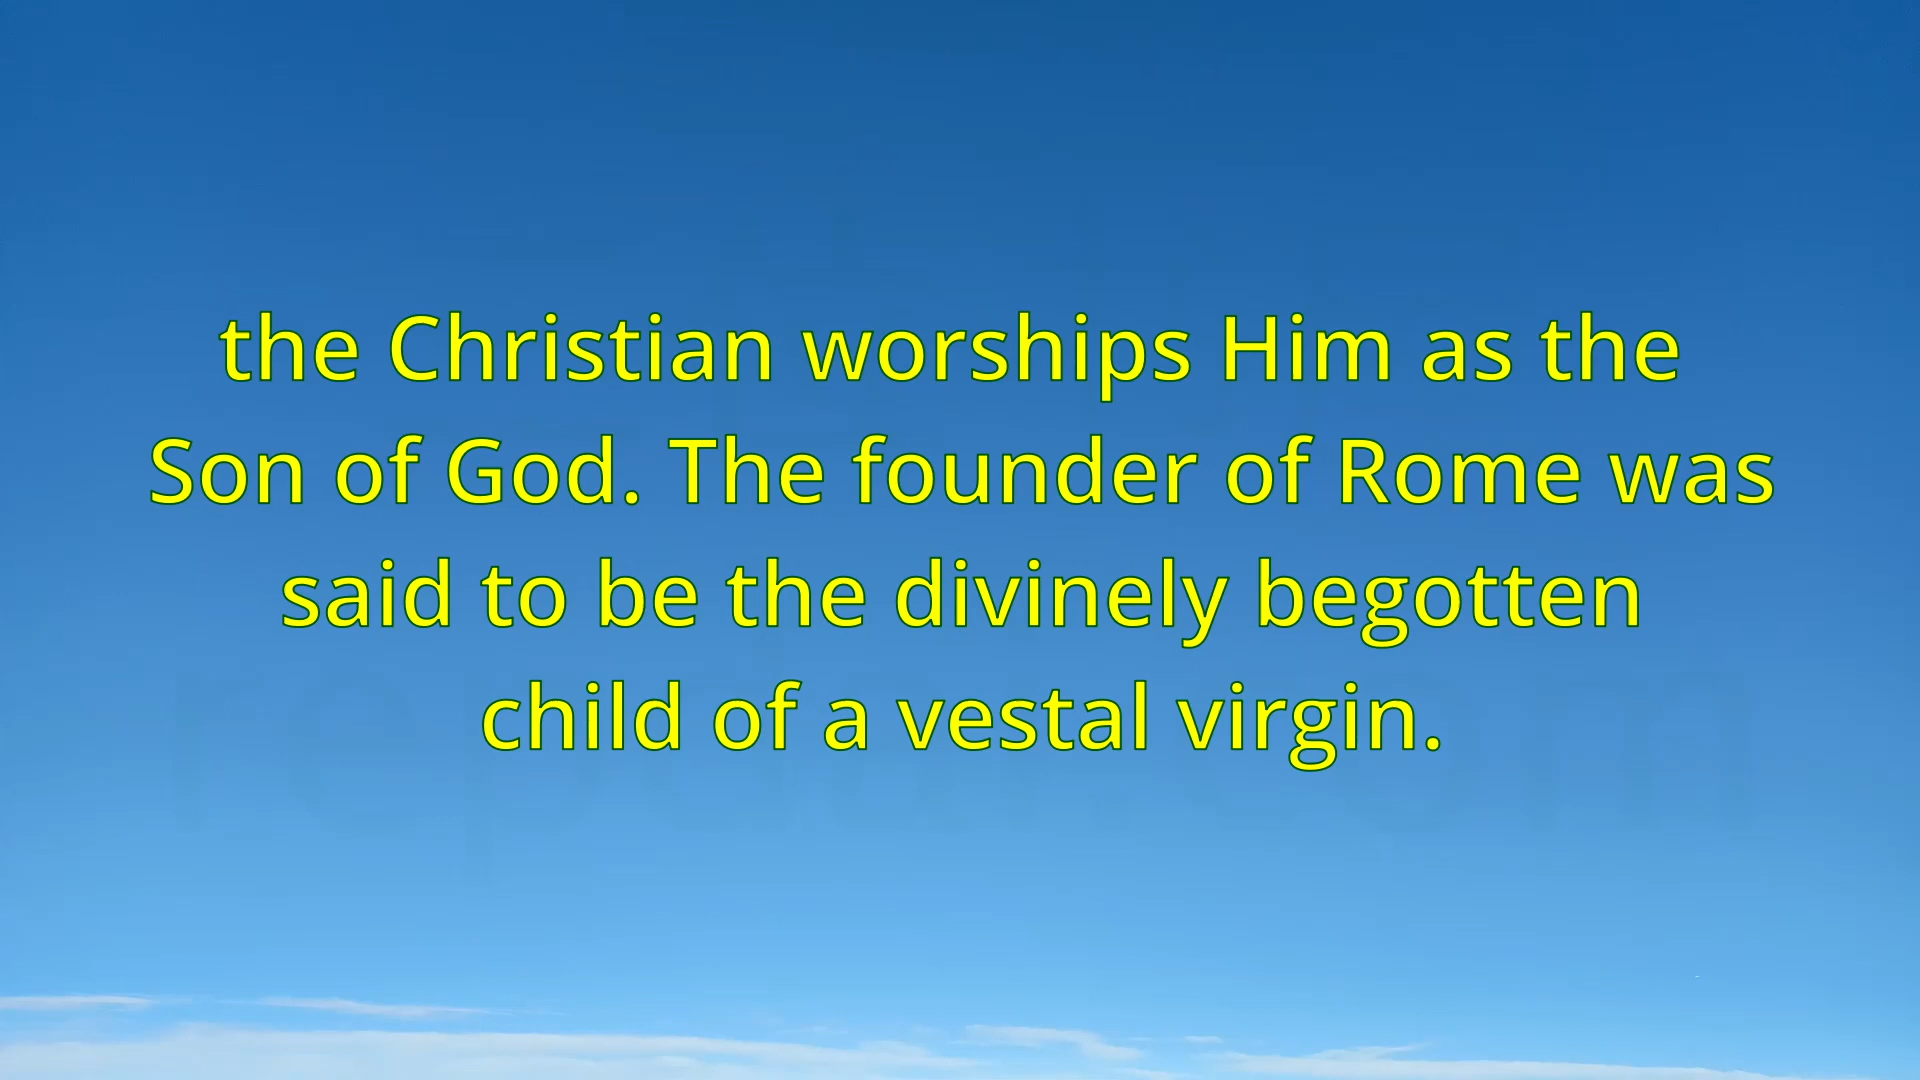 the Christian worships Him as the
Son of God. The founder of Rome was
said to be the divinely begotten
child of a vestal virgin.